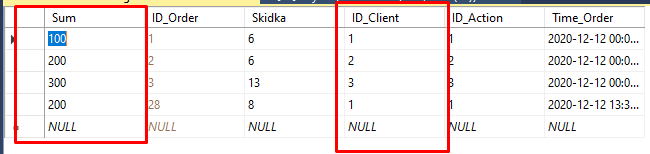 Sum ID_Order Skidka ID_Client ID_Action Time_Order
100 1 6 1 1 2020-12-12 00:0...
200 2 6 2 2 2020-12-12 00:0...
300 3 13 3 3 2020-12-12 00:0...
200 28 8 1 1 2020-12-12 13:3...
NULL NULL NULL NULL NULL NULL